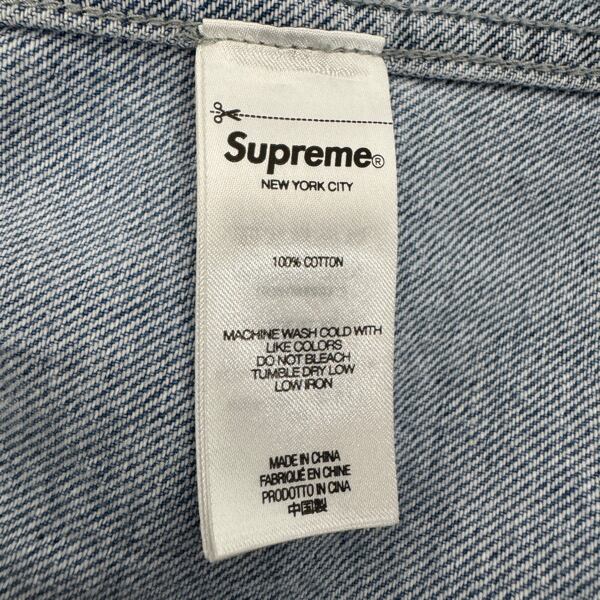 Supreme®
NEW YORK CITY
100% COTTON
MACHINE WASH COLD WITH
LIKE COLORS
DO NOT BLEACH
TUMBLE DRY LOW
LOW IRON
MADE IN CHINA
FABRIQUÉ EN CHINE
PRODOTTO IN CINA
中国製